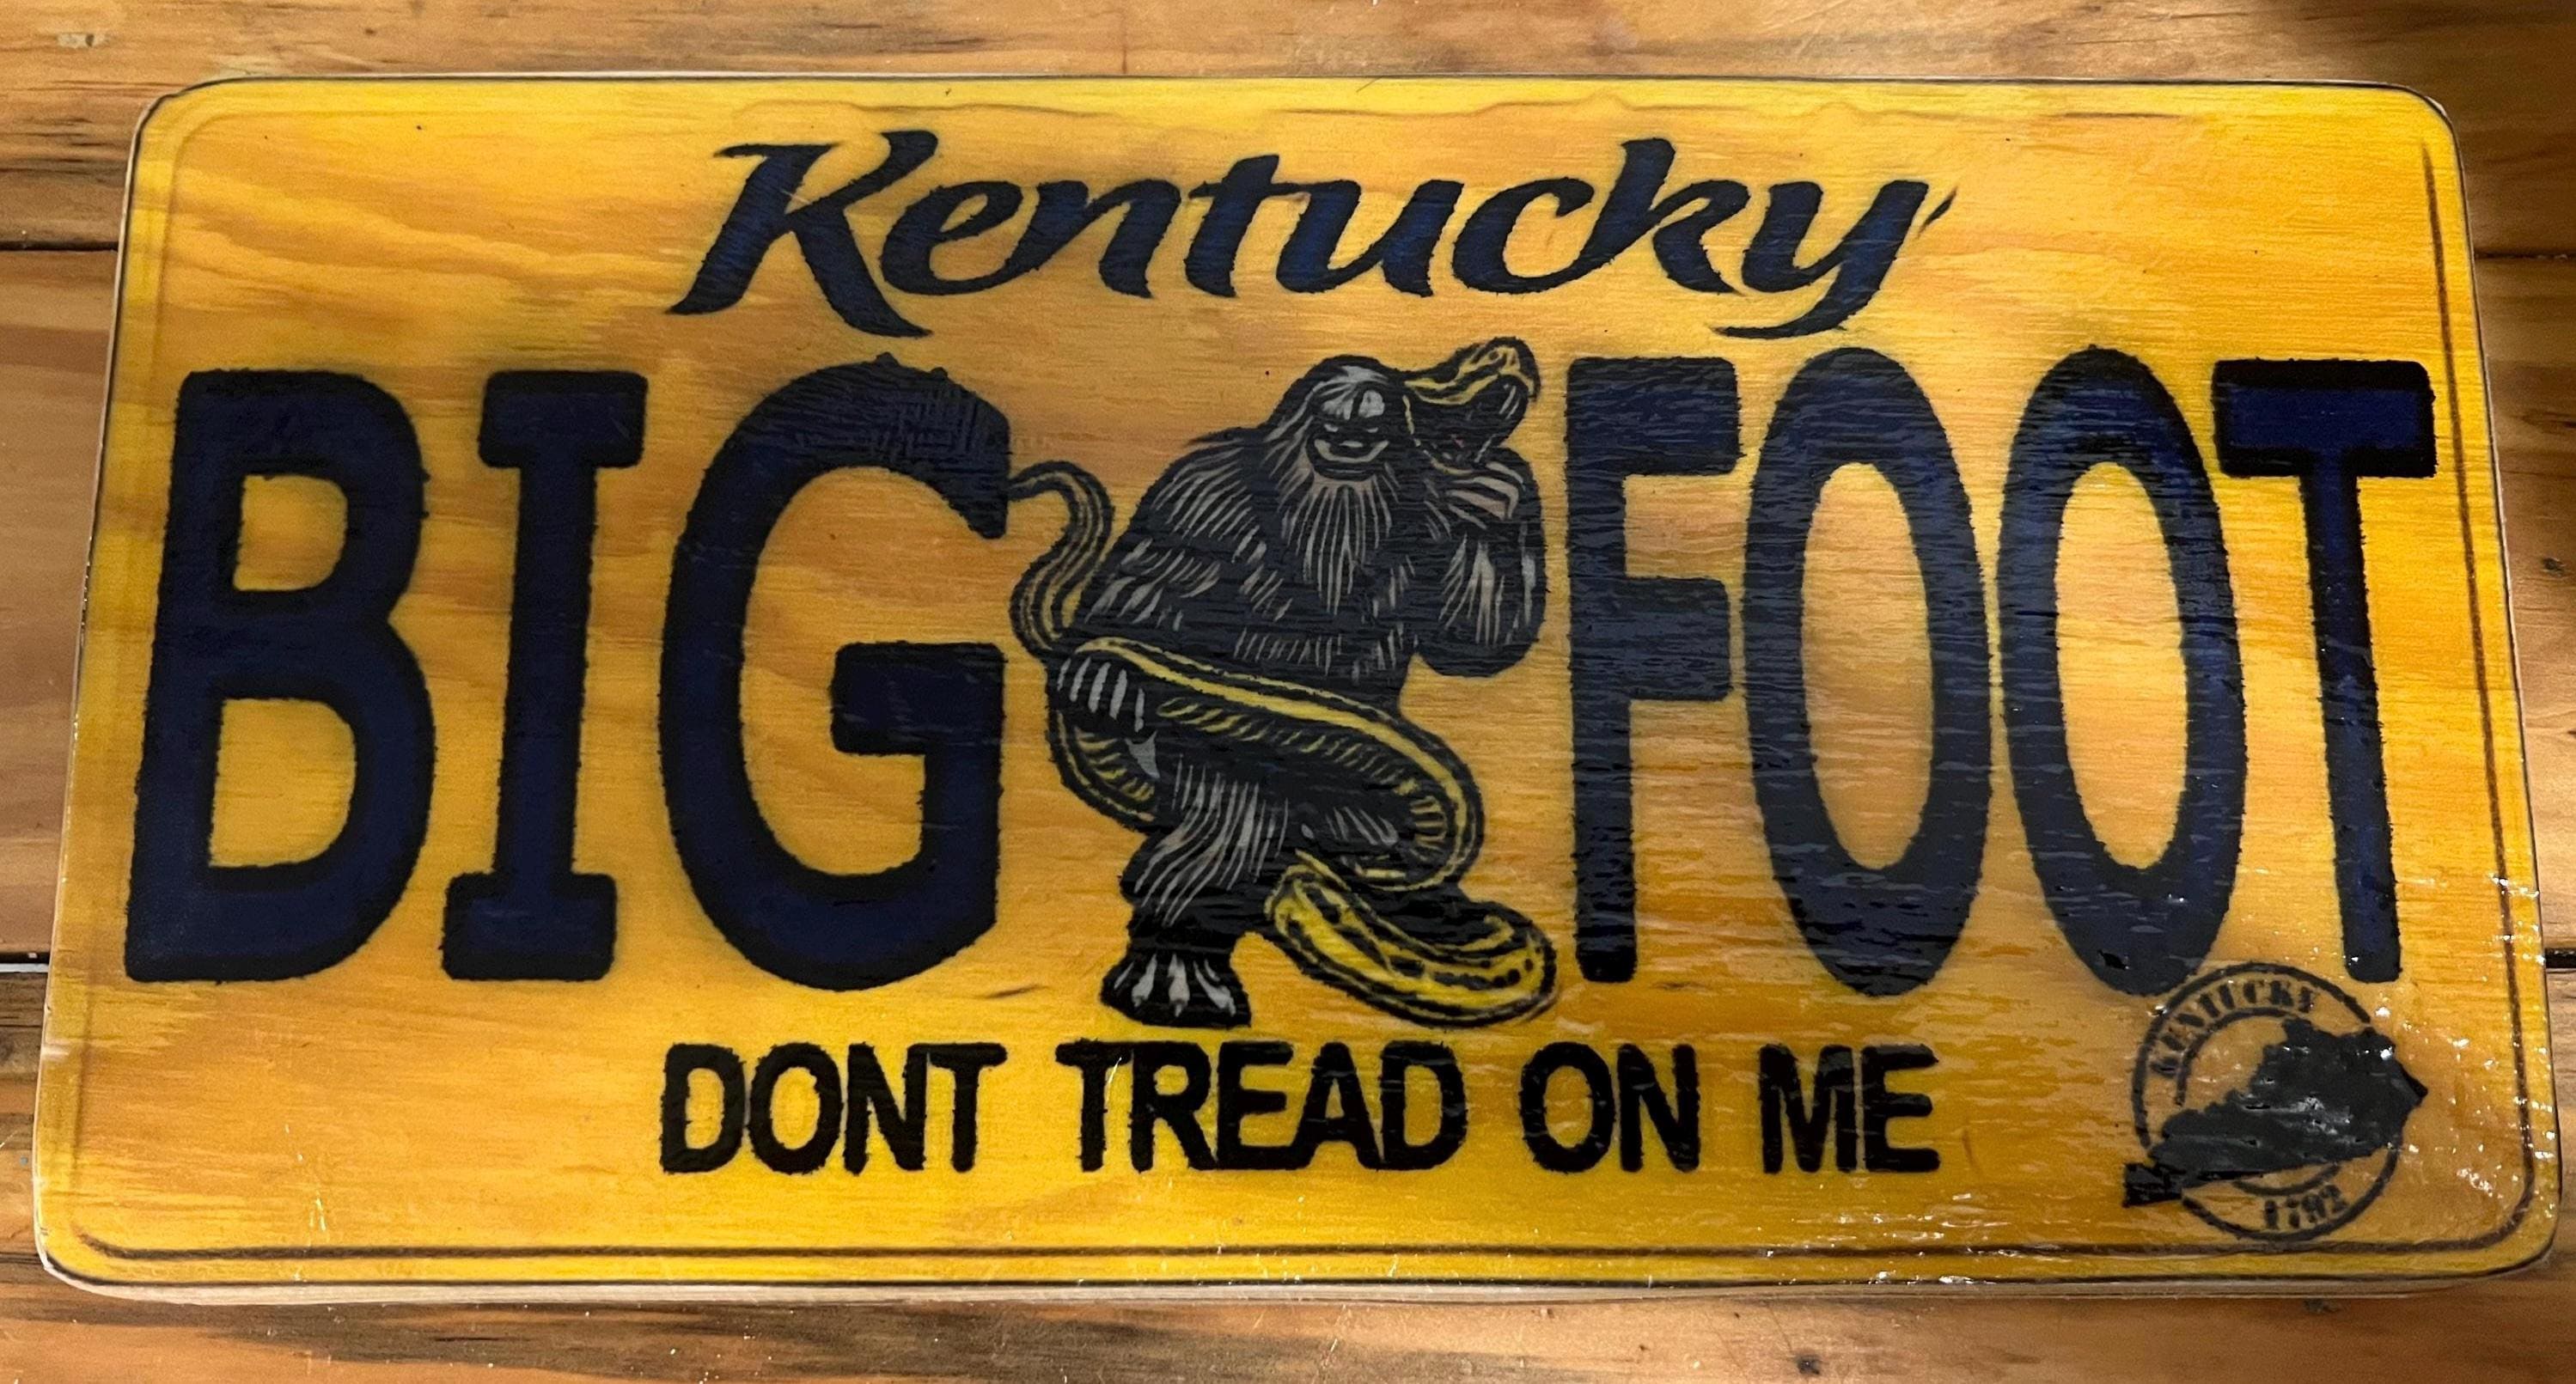 Kentucky
BIG FOOT
DONT TREAD ON ME
KENTUCKY
1792